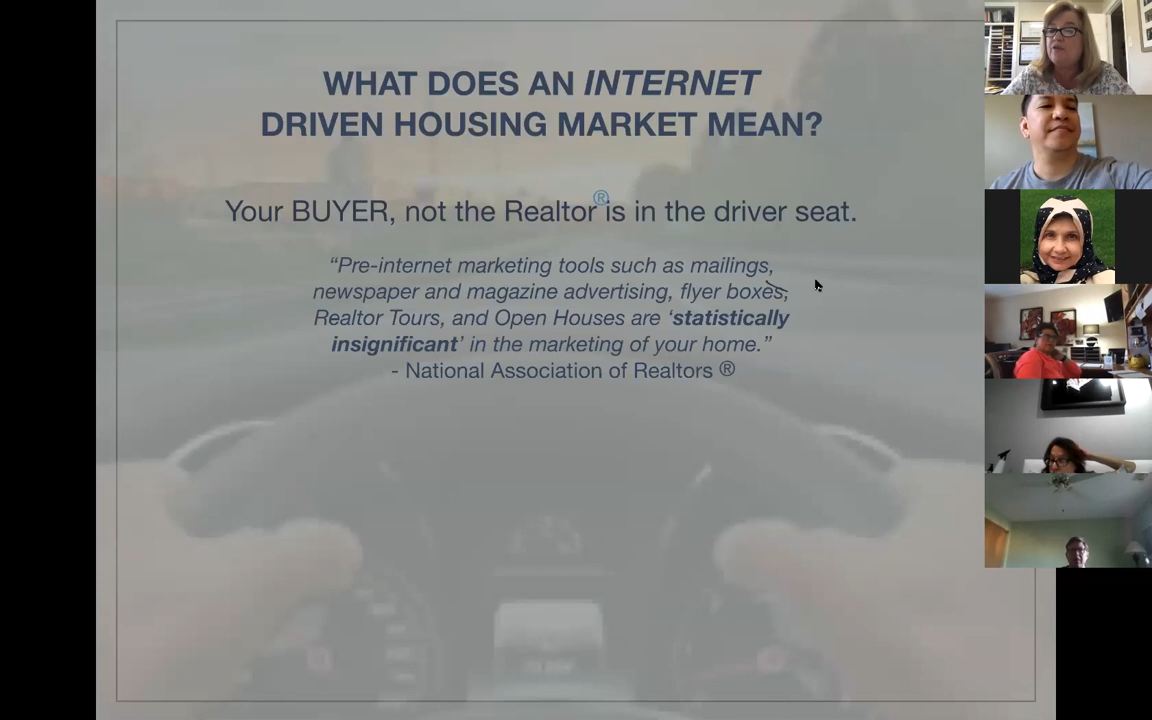 WHAT DOES AN INTERNET
DRIVEN HOUSING MARKET MEAN?
Your BUYER, not the Realtor® is in the driver seat.
“Pre-internet marketing tools such as mailings,
newspaper and magazine advertising, flyer boxes,
Realtor Tours, and Open Houses are ‘statistically
insignificant’ in the marketing of your home.”
- National Association of Realtors ®